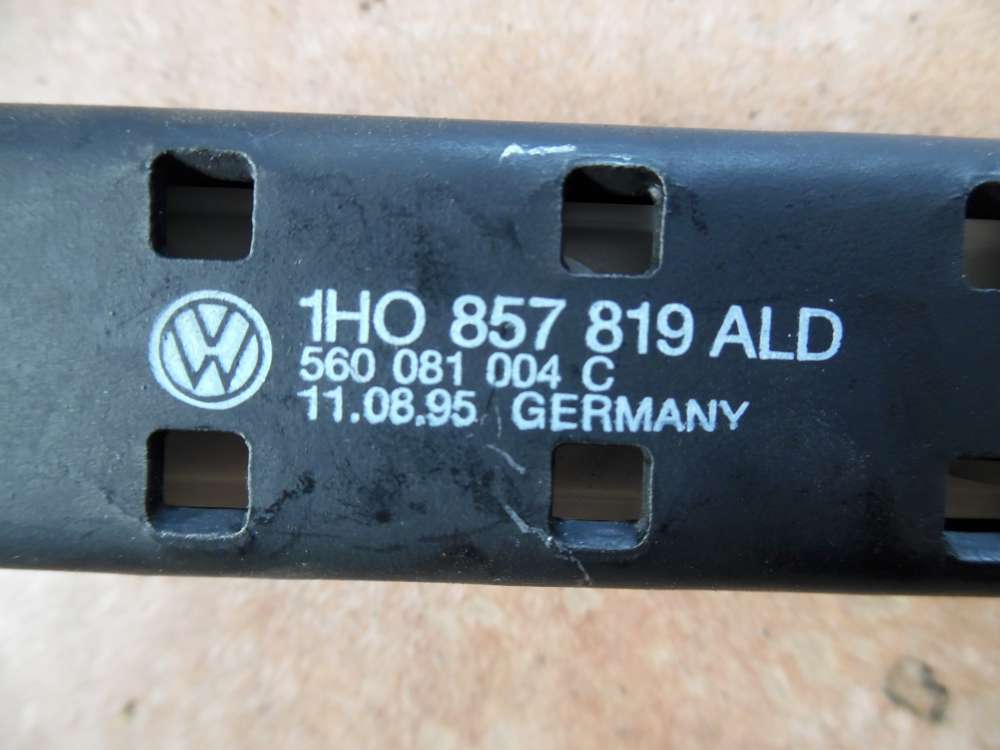 1HO 857 819 ALD
560 081 004 C
11.08.95 GERMANY